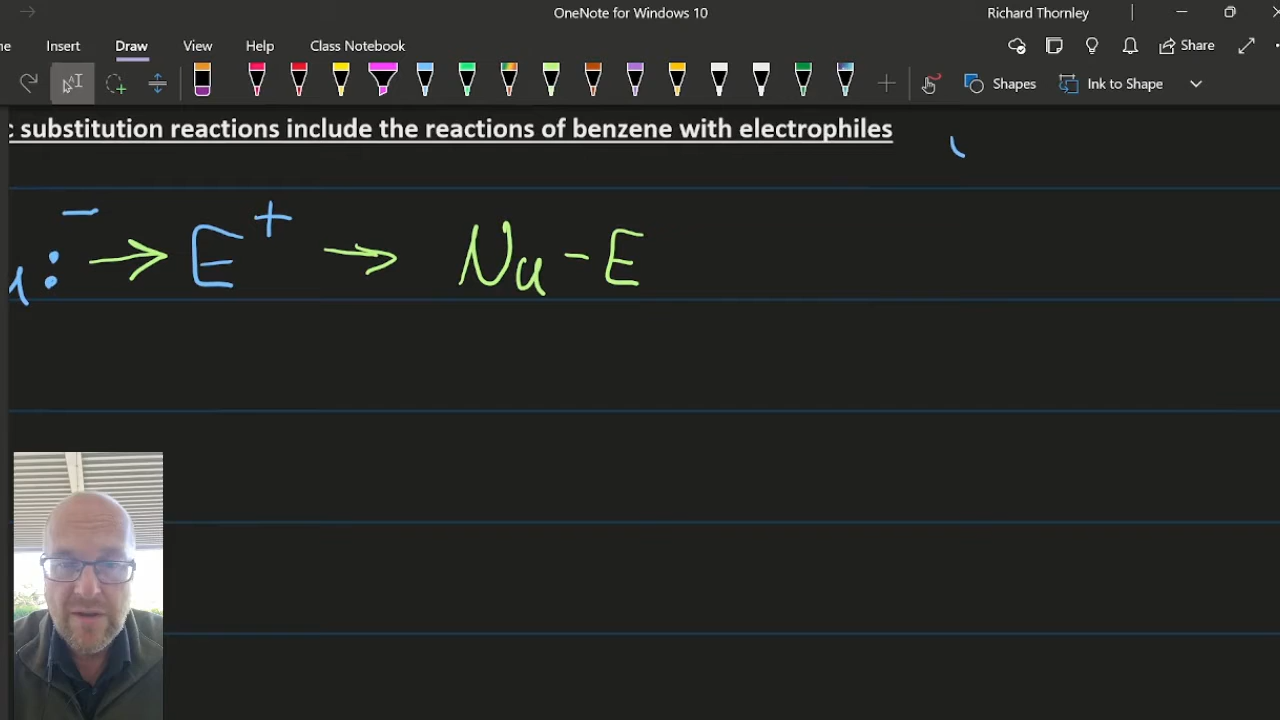 OneNote for Windows 10
Richard Thornley
Insert Draw View Help Class Notebook
Share
Shapes
Ink to Shape
c substitution reactions include the reactions of benzene with electrophiles
u:⁻ → E⁺ → Nu – E